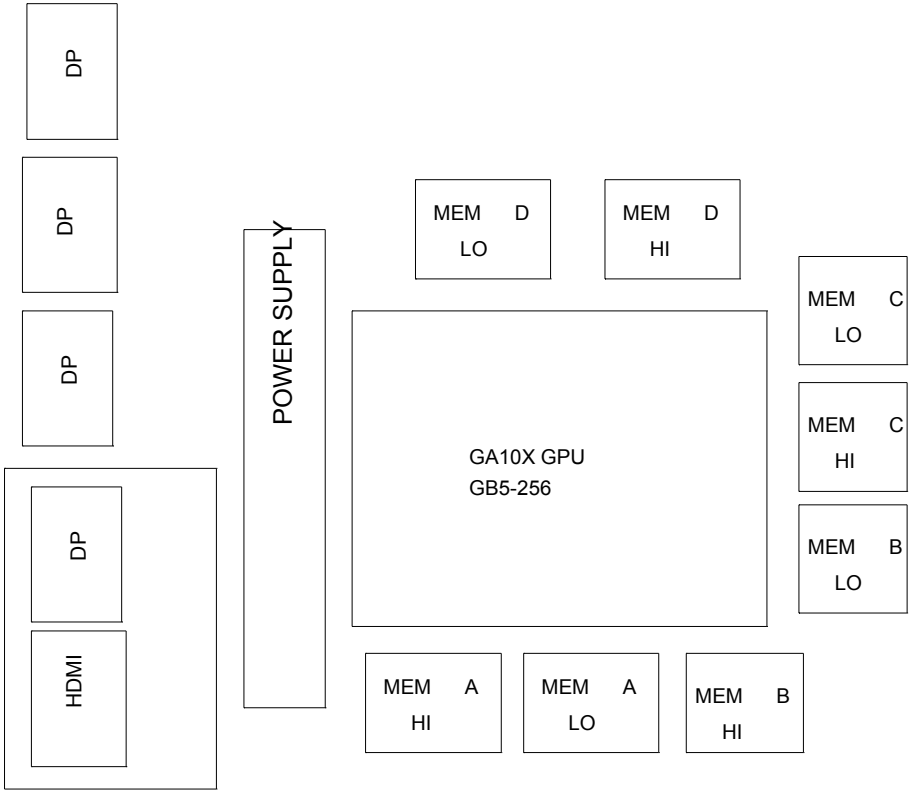 DP
DP
DP
DP
HDMI
POWER SUPPLY
MEM D
LO
MEM D
HI
MEM C
LO
MEM C
HI
MEM B
LO
GA10X GPU
GB5-256
MEM A
HI
MEM A
LO
MEM B
HI